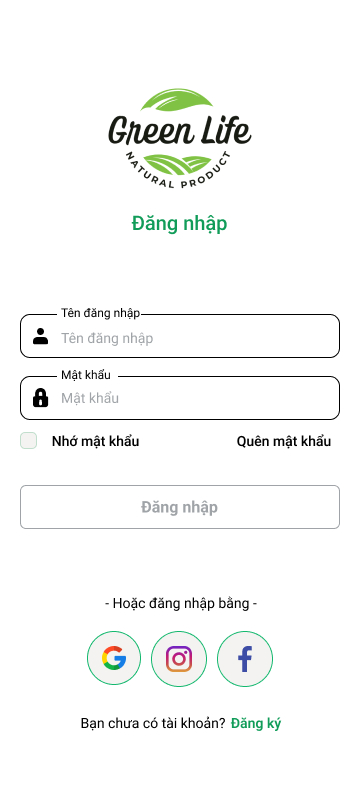 Green Life
NATURAL PRODUCT
Đăng nhập
Tên đăng nhập
Tên đăng nhập
Mật khẩu
Mật khẩu
Nhớ mật khẩu Quên mật khẩu
Đăng nhập
- Hoặc đăng nhập bằng -
Bạn chưa có tài khoản? Đăng ký